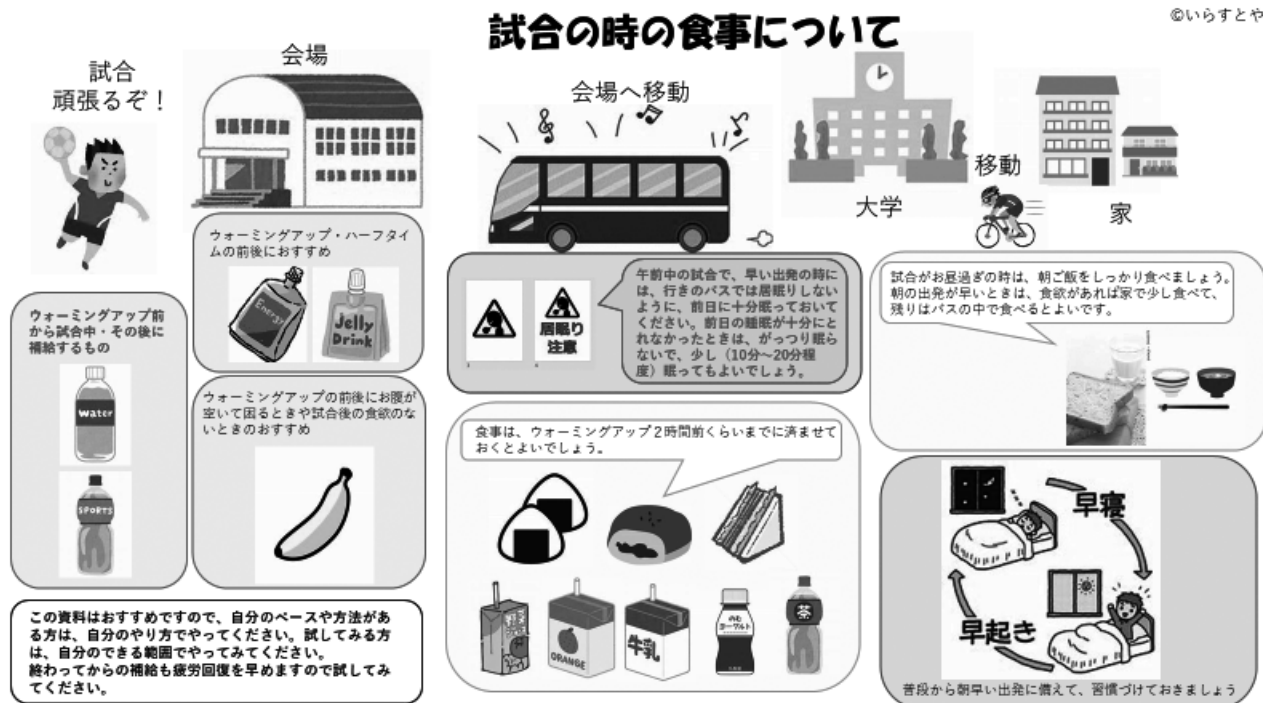 試合の時の食事について
©いらすとや
試合
頑張るぞ！
会場
会場へ移動
大学
移動
家
ウォーミングアップ前
から試合中・その後に
補給するもの
Water
SPORTS
ウォーミングアップ・ハーフタイ
ムの前後におすすめ
Energy
Jelly
Drink
ウォーミングアップの前後にお腹が
空いて困るときや試合後の食欲のな
いときのおすすめ
この資料はおすすめですので、自分のペースや方法があ
る方は、自分のやり方でやってください。試してみる方
は、自分のできる範囲でやってみてください。
終わってからの補給も疲労回復を早めますので試してみ
てください。
居眠り
注意
午前中の試合で、早い出発の時に
は、行きのバスでは居眠りしない
ように、前日に十分眠っておいて
ください。前日の睡眠が十分にと
れなかったときは、がっつり眠ら
ないで、少し（10分～20分程
度）眠ってもよいでしょう。
食事は、ウォーミングアップ２時間前くらいまでに済ませて
おくとよいでしょう。
ORANGE
牛乳
のむ
ヨーグルト
茶
試合がお昼過ぎの時は、朝ご飯をしっかり食べましょう。
朝の出発が早いときは、食欲があれば家で少し食べて、
残りはバスの中で食べるとよいです。
早寝
早起き
普段から朝早い出発に備えて、習慣づけておきましょう